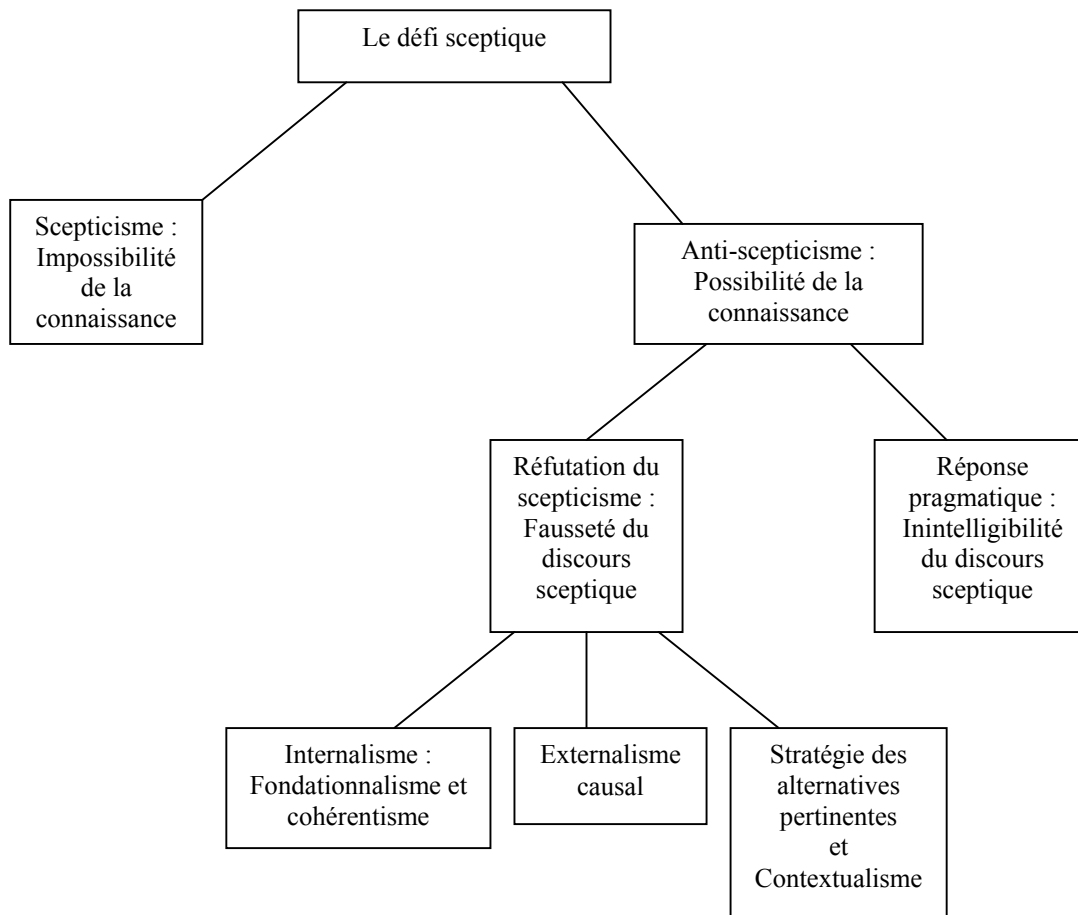 Le défi sceptique
Scepticisme :
Impossibilité
de la
connaissance
Anti-scepticisme :
Possibilité de la
connaissance
Réfutation du
scepticisme :
Fausseté du
discours
sceptique
Réponse
pragmatique :
Inintelligibilité
du discours
sceptique
Internalisme :
Fondationnalisme et
cohérentisme
Externalisme
causal
Stratégie des
alternatives
pertinentes
et
Contextualisme